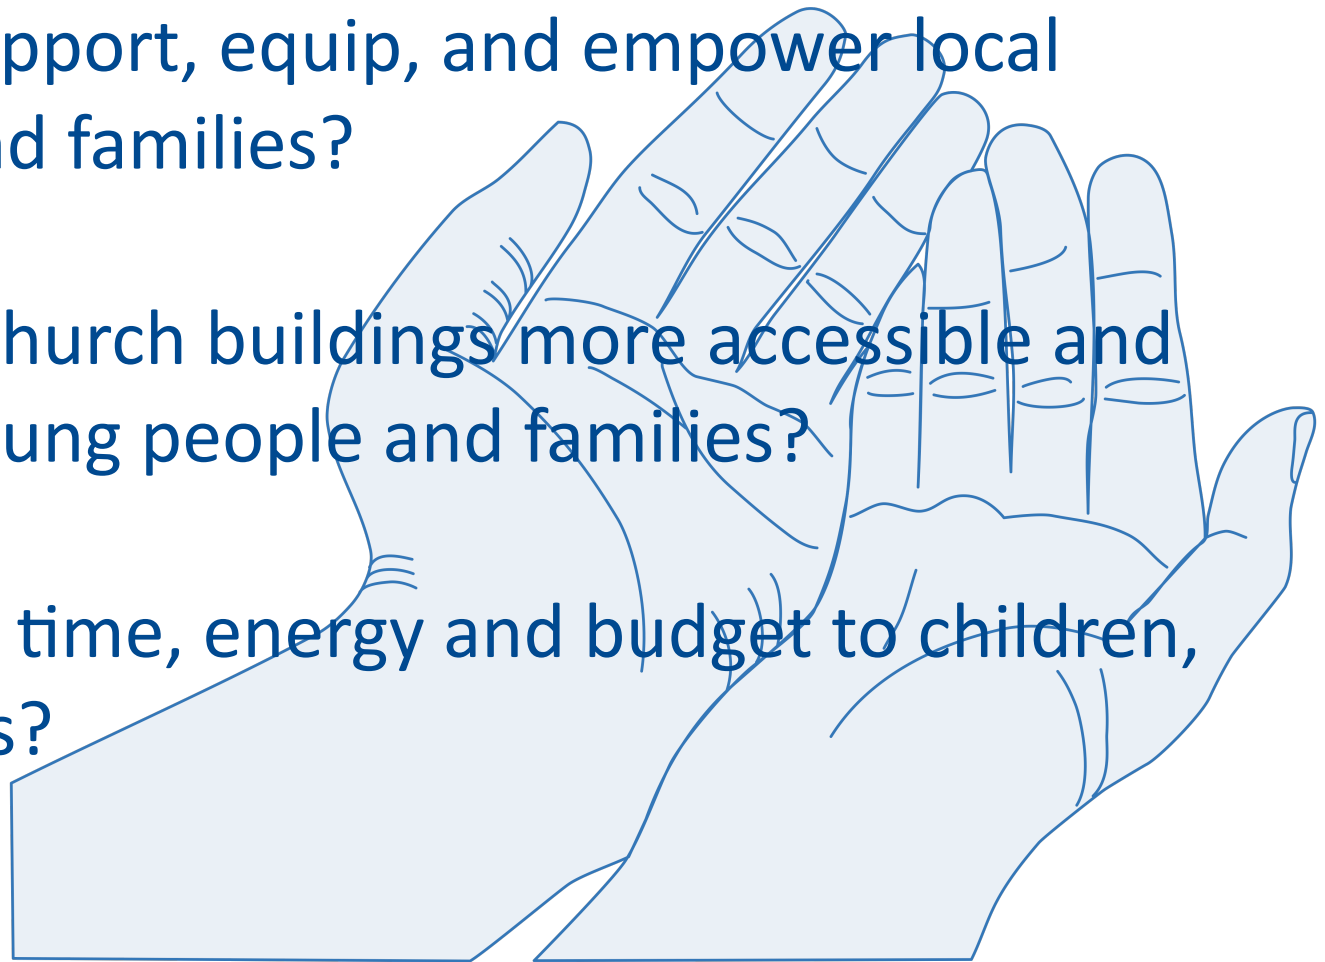 pport, equip, and empower local
d families?
hurch buildings more accessible and
ung people and families?
time, energy and budget to children,
s?